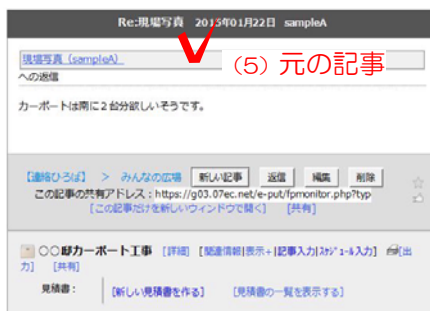 Re:現場写真 2015年01月22日 sampleA
現場写真 (sampleA)
への返信
(5) 元の記事
カーポートは南に２台分欲しいそうです。
【連絡ひろば】 > みんなの広場 新しい記事 返信 編集 削除
この記事の共有アドレス：https://g03.07ec.net/e-put/fpmonitor.php?typ
[この記事だけを新しいウィンドウで開く] [共有]
○○邸カーポート工事 [詳細] [関連情報|表示+|記事入力|ｽｹｼﾞｭｰﾙ入力] [出
力] [共有]
見積書： [新しい見積書を作る] [見積書の一覧を表示する]